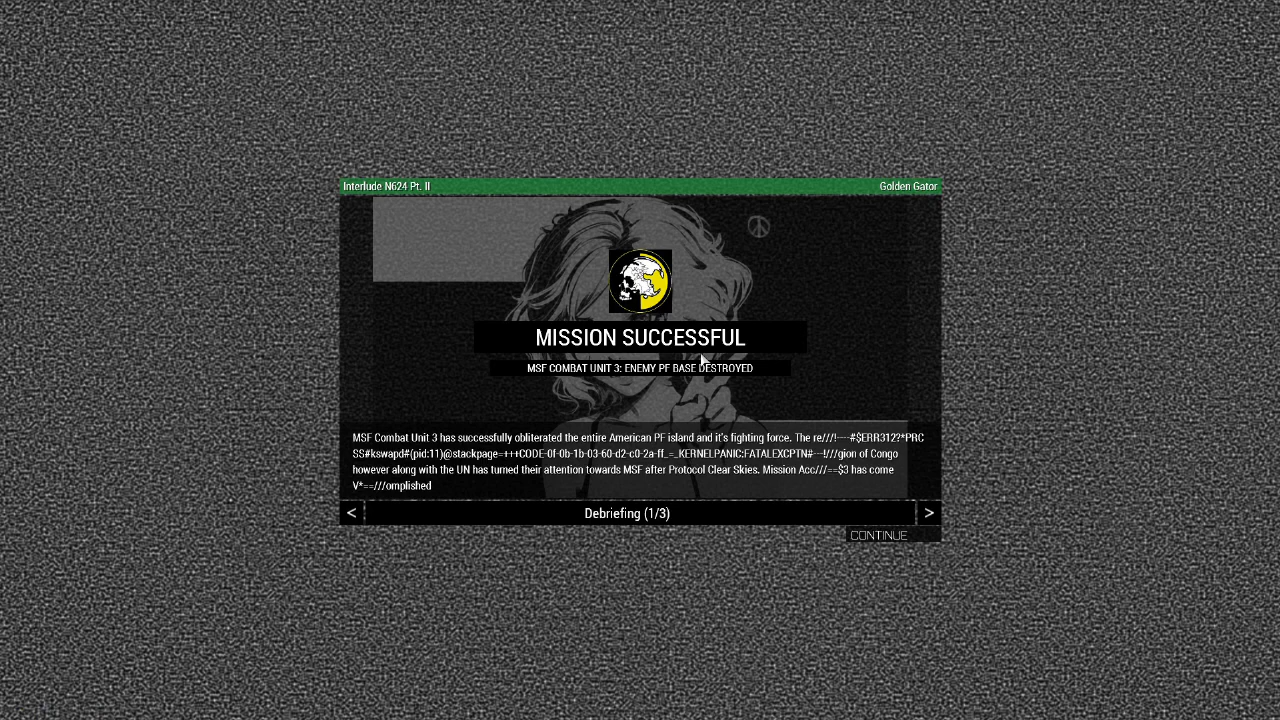 Interlude N624 Pt. II
Golden Gator
MISSION SUCCESSFUL
MSF COMBAT UNIT 3: ENEMY PF BASE DESTROYED
MSF Combat Unit 3 has successfully obliterated the entire American PF island and it's fighting force. The re///!----#$ERR312?*PRC
SS#kswapd#(pid:11)@stackpage=+++CODE-0f-0b-1b-03-60-d2-c0-2a-ff_=_KERNELPANIC:FATALEXCPTN#---!///gion of Congo
however along with the UN has turned their attention towards MSF after Protocol Clear Skies. Mission Acc///==$3 has come
V*==///omplished
< Debriefing (1/3) >
CONTINUE